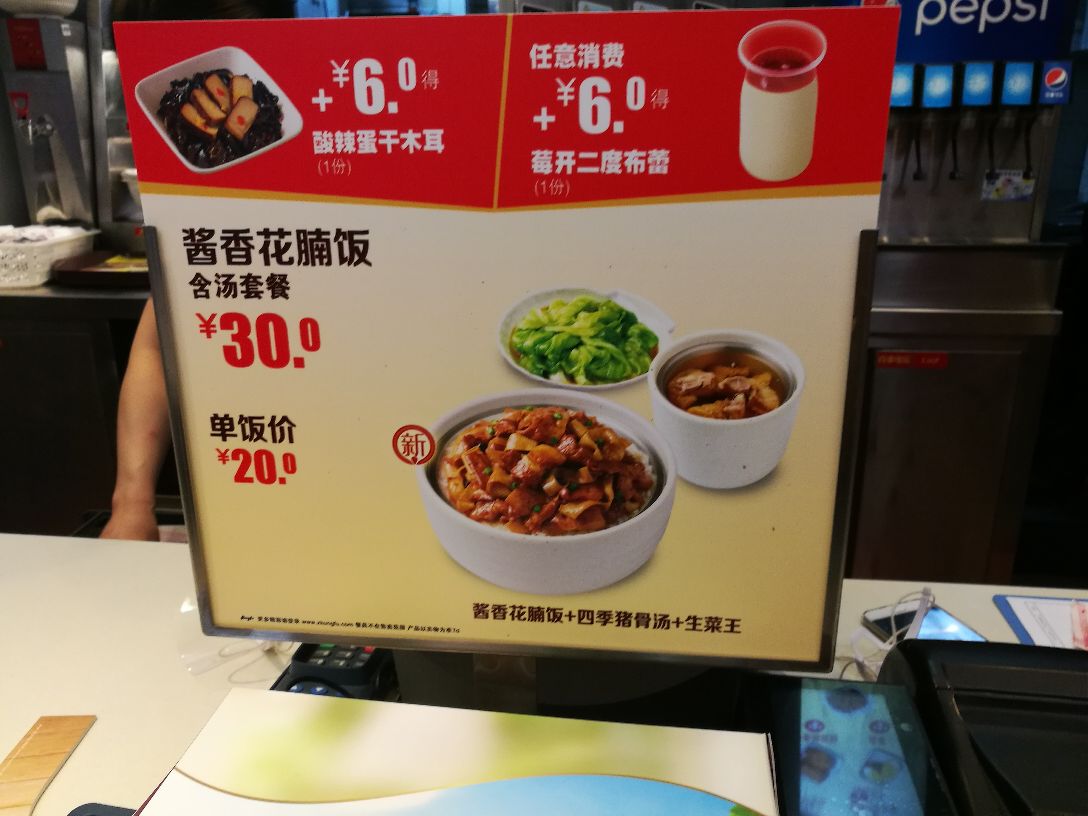 pepsi
+¥6.0得
酸辣蛋干木耳
(1份)
任意消费
+¥6.0得
莓开二度布蕾
(1份)
酱香花腩饭
含汤套餐
¥30.0
单饭价
¥20.0
新
酱香花腩饭+四季猪骨汤+生菜王